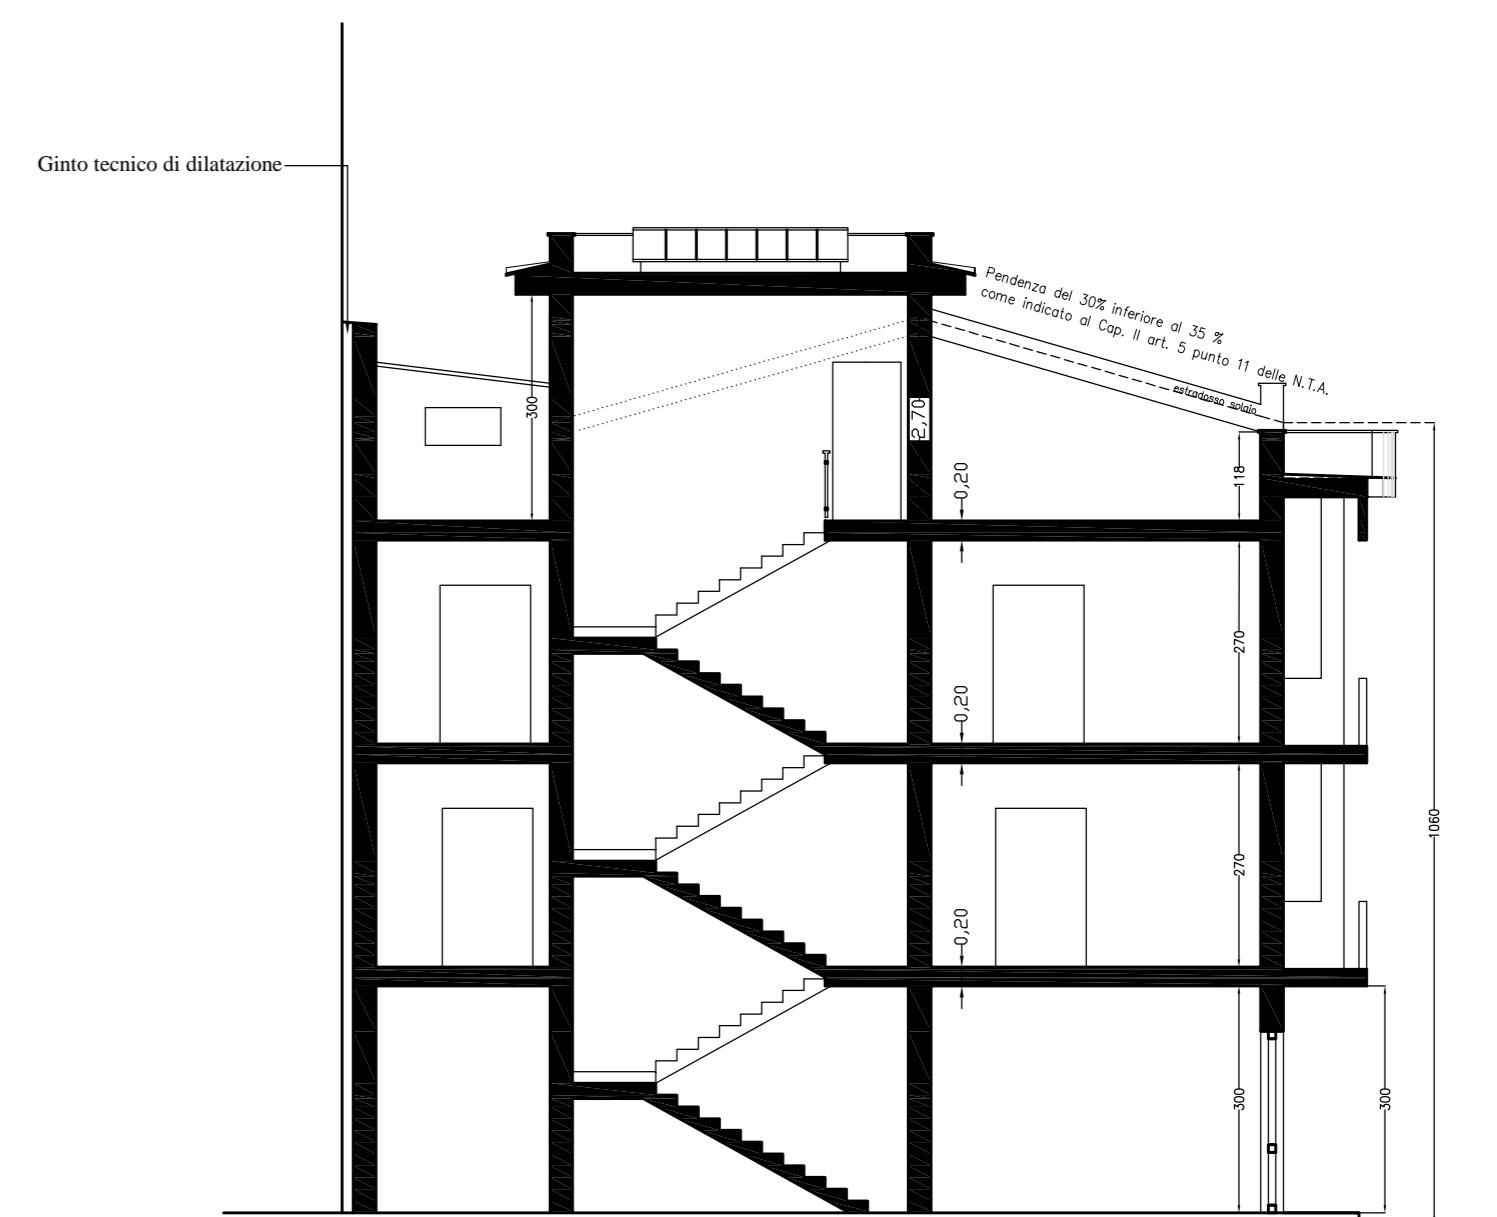 Ginto tecnico di dilatazione
Pendenza del 30% inferiore al 35 %
come indicato al Cap. II art. 5 punto 11 delle N.T.A.
estradosso solaio
300
2,70
0,20
118
270
0,20
270
1060
0,20
300
300